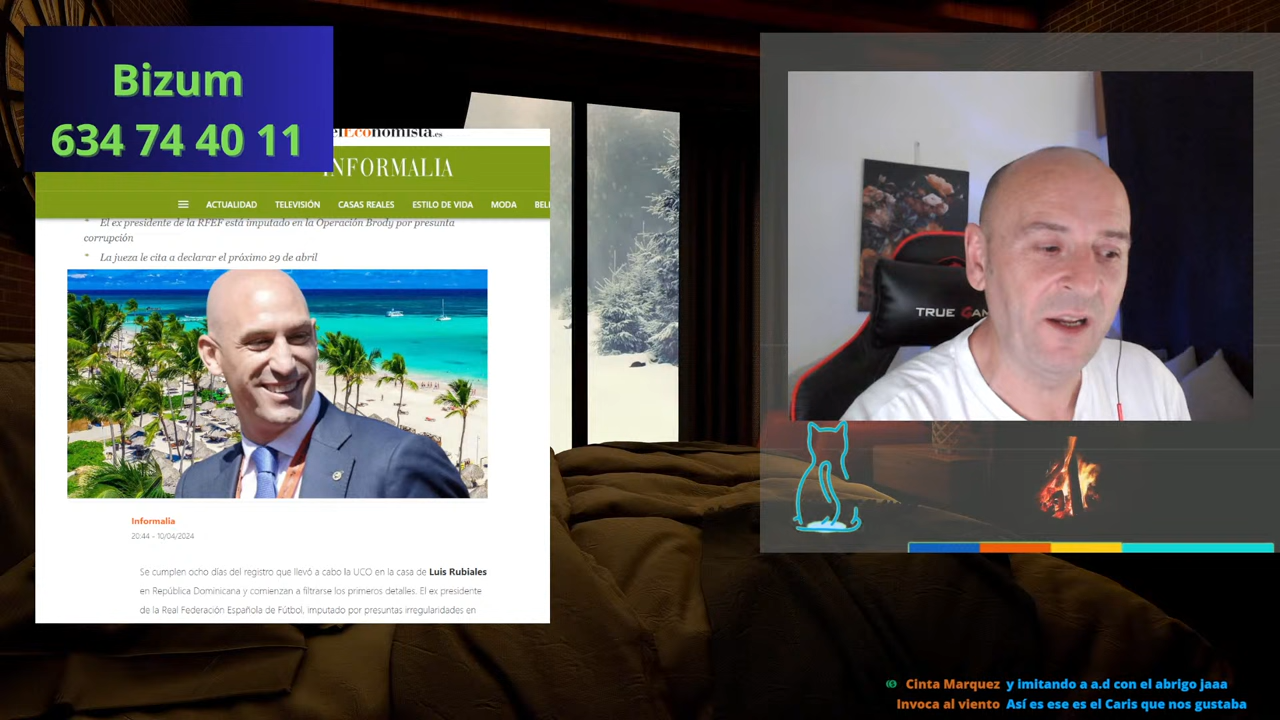 Bizum
634 74 40 11
elEconomista.es
INFORMALIA
ACTUALIDAD TELEVISIÓN CASAS REALES ESTILO DE VIDA MODA
* El ex presidente de la RFEF está imputado en la Operación Brody por presunta
corrupción
* La jueza le cita a declarar el próximo 29 de abril
Informalia
20:44 - 10/04/2024
Se cumplen ocho días del registro que llevó a cabo la UCO en la casa de Luis Rubiales
en República Dominicana y comienzan a filtrarse los primeros detalles. El ex presidente
de la Real Federación Española de Fútbol, imputado por presuntas irregularidades en
TRUE
Cinta Marquez y imitando a a.d con el abrigo jaaa
Invoca al viento Así es ese es el Caris que nos gustaba